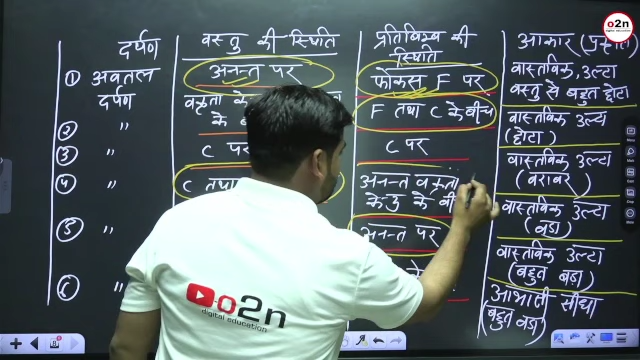 o2n
digital education
दर्पण
वस्तु की स्थिति
प्रतिविम्ब की
स्थिति
आकार (प्रकृति)
① अवतल
दर्पण
अनन्त पर
फोकस F पर
वास्तविक, उल्टा
वस्तु से बहुत छोटा
② "
वक्रता के
के
F तथा C के बीच
वास्तविक उल्टा
(छोटा)
③ "
C पर
C पर
वास्तविक उल्टा
(बराबर)
④ "
C तथा
अनन्त वक्रता
केन्द्र के बी
वास्तविक उल्टा
(बड़ा)
⑤ "
अनन्त पर
वास्तविक उल्टा
(बहुत बड़ा)
⑥ "
आभासी सीधा
(बहुत बड़ा)
o2n
digital education